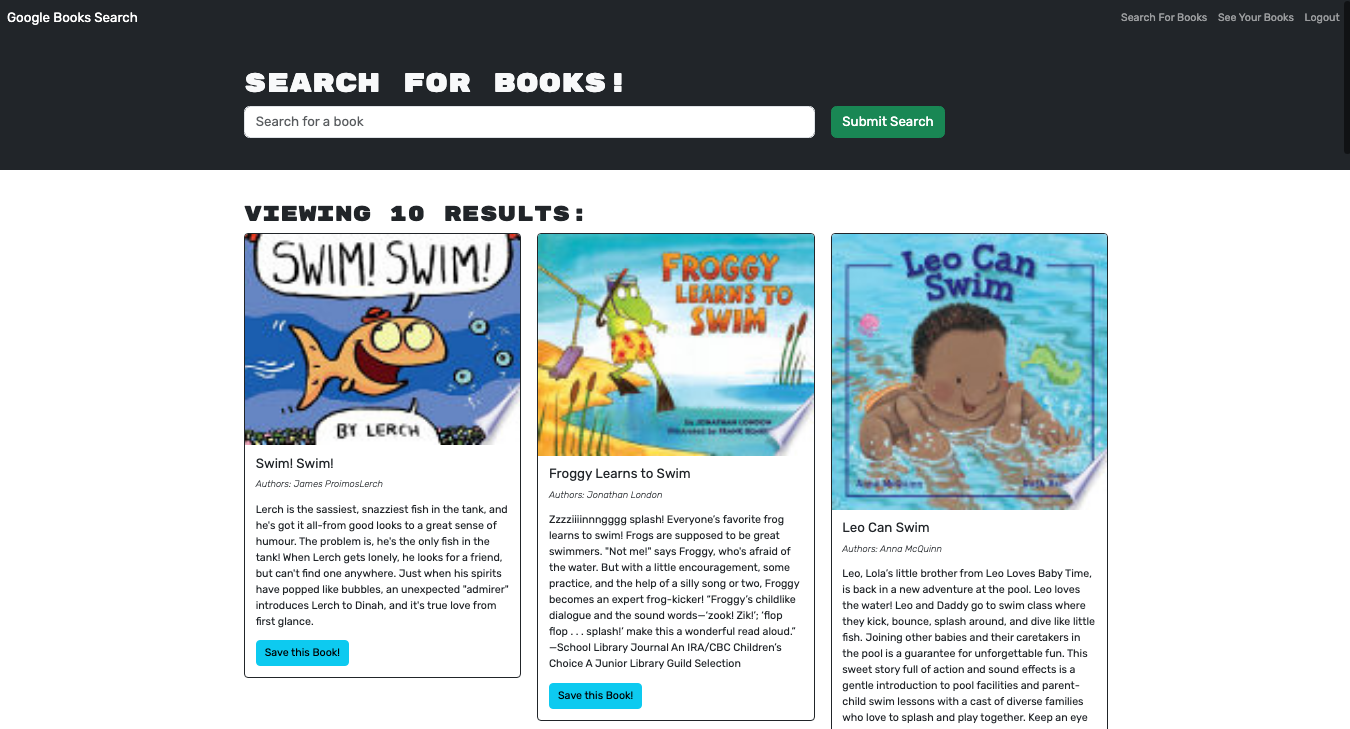 Google Books Search
Search For Books
See Your Books
Logout
SEARCH FOR BOOKS!
Search for a book
Submit Search
VIEWING 10 RESULTS:
SWIM! SWIM!
BY LERCH
Swim! Swim!
Authors: James ProimosLerch
Lerch is the sassiest, snazziest fish in the tank, and
he's got it all-from good looks to a great sense of
humour. The problem is, he's the only fish in the
tank! When Lerch gets lonely, he looks for a friend,
but can't find one anywhere. Just when his spirits
have popped like bubbles, an unexpected "admirer"
introduces Lerch to Dinah, and it's true love from
first glance.
Save this Book!
FROGGY
LEARNS TO
SWIM
by JONATHAN LONDON
illustrated by FRANK
Froggy Learns to Swim
Authors: Jonathan London
Zzzziiiinnngggg splash! Everyone’s favorite frog
learns to swim! Frogs are supposed to be great
swimmers. "Not me!" says Froggy, who's afraid of
the water. But with a little encouragement, some
practice, and the help of a silly song or two, Froggy
becomes an expert frog-kicker! “Froggy’s childlike
dialogue and the sound words—‘zook! Zik!’; ‘flop
flop . . . splash!’ make this a wonderful read aloud.”
—School Library Journal An IRA/CBC Children’s
Choice A Junior Library Guild Selection
Save this Book!
Leo Can
Swim
Anna McQuinn
Leo Can Swim
Authors: Anna McQuinn
Leo, Lola’s little brother from Leo Loves Baby Time,
is back in a new adventure at the pool. Leo loves
the water! Leo and Daddy go to swim class where
they kick, bounce, splash around, and dive like little
fish. Joining other babies and their caretakers in
the pool is a guarantee for unforgettable fun. This
sweet story full of action and sound effects is a
gentle introduction to pool facilities and parent-
child swim lessons with a cast of diverse families
who love to splash and play together. Keep an eye